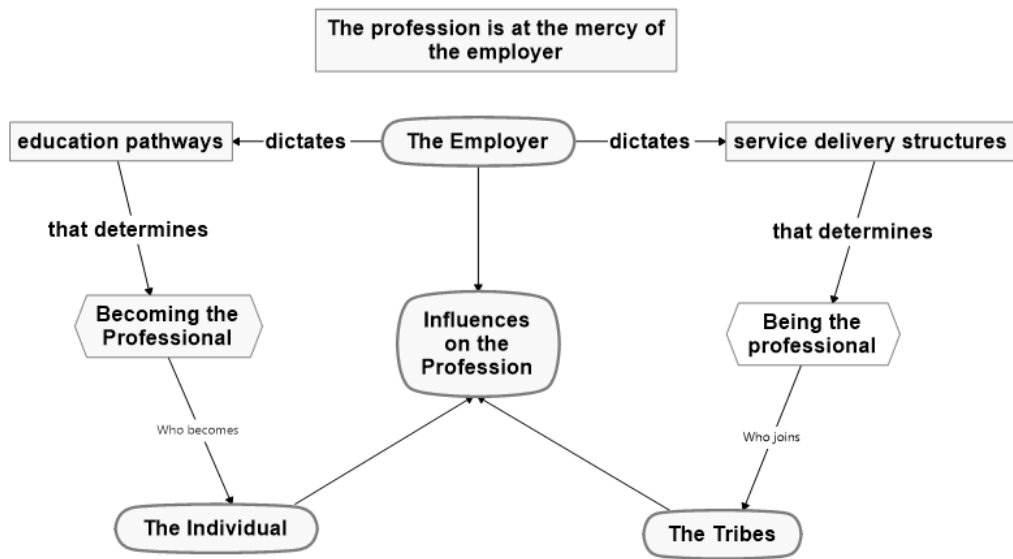 The profession is at the mercy of
the employer
education pathways
dictates
The Employer
dictates
service delivery structures
that determines
that determines
Becoming the
Professional
Influences
on the
Profession
Being the
professional
Who becomes
Who joins
The Individual
The Tribes